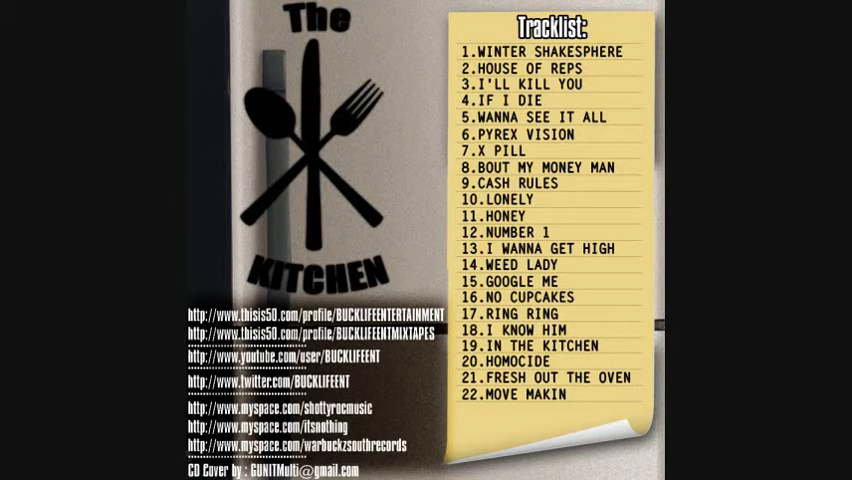 The
KITCHEN
http://www.thisis50.com/profile/BUCKLIFEENTERTAINMENT
http://www.thisis50.com/profile/BUCKLIFEENTMIXTAPES
http://www.youtube.com/user/BUCKLIFEENT
http://www.twitter.com/BUCKLIFEENT
http://www.myspace.com/shottyrocmusic
http://www.myspace.com/itsnothing
http://www.myspace.com/warbuckzsouthrecords
CD Cover by : GUNITMulti@gmail.com
Tracklist:
1.WINTER SHAKESPHERE
2.HOUSE OF REPS
3.I'LL KILL YOU
4.IF I DIE
5.WANNA SEE IT ALL
6.PYREX VISION
7.X PILL
8.BOUT MY MONEY MAN
9.CASH RULES
10.LONELY
11.HONEY
12.NUMBER 1
13.I WANNA GET HIGH
14.WEED LADY
15.GOOGLE ME
16.NO CUPCAKES
17.RING RING
18.I KNOW HIM
19.IN THE KITCHEN
20.HOMOCIDE
21.FRESH OUT THE OVEN
22.MOVE MAKIN